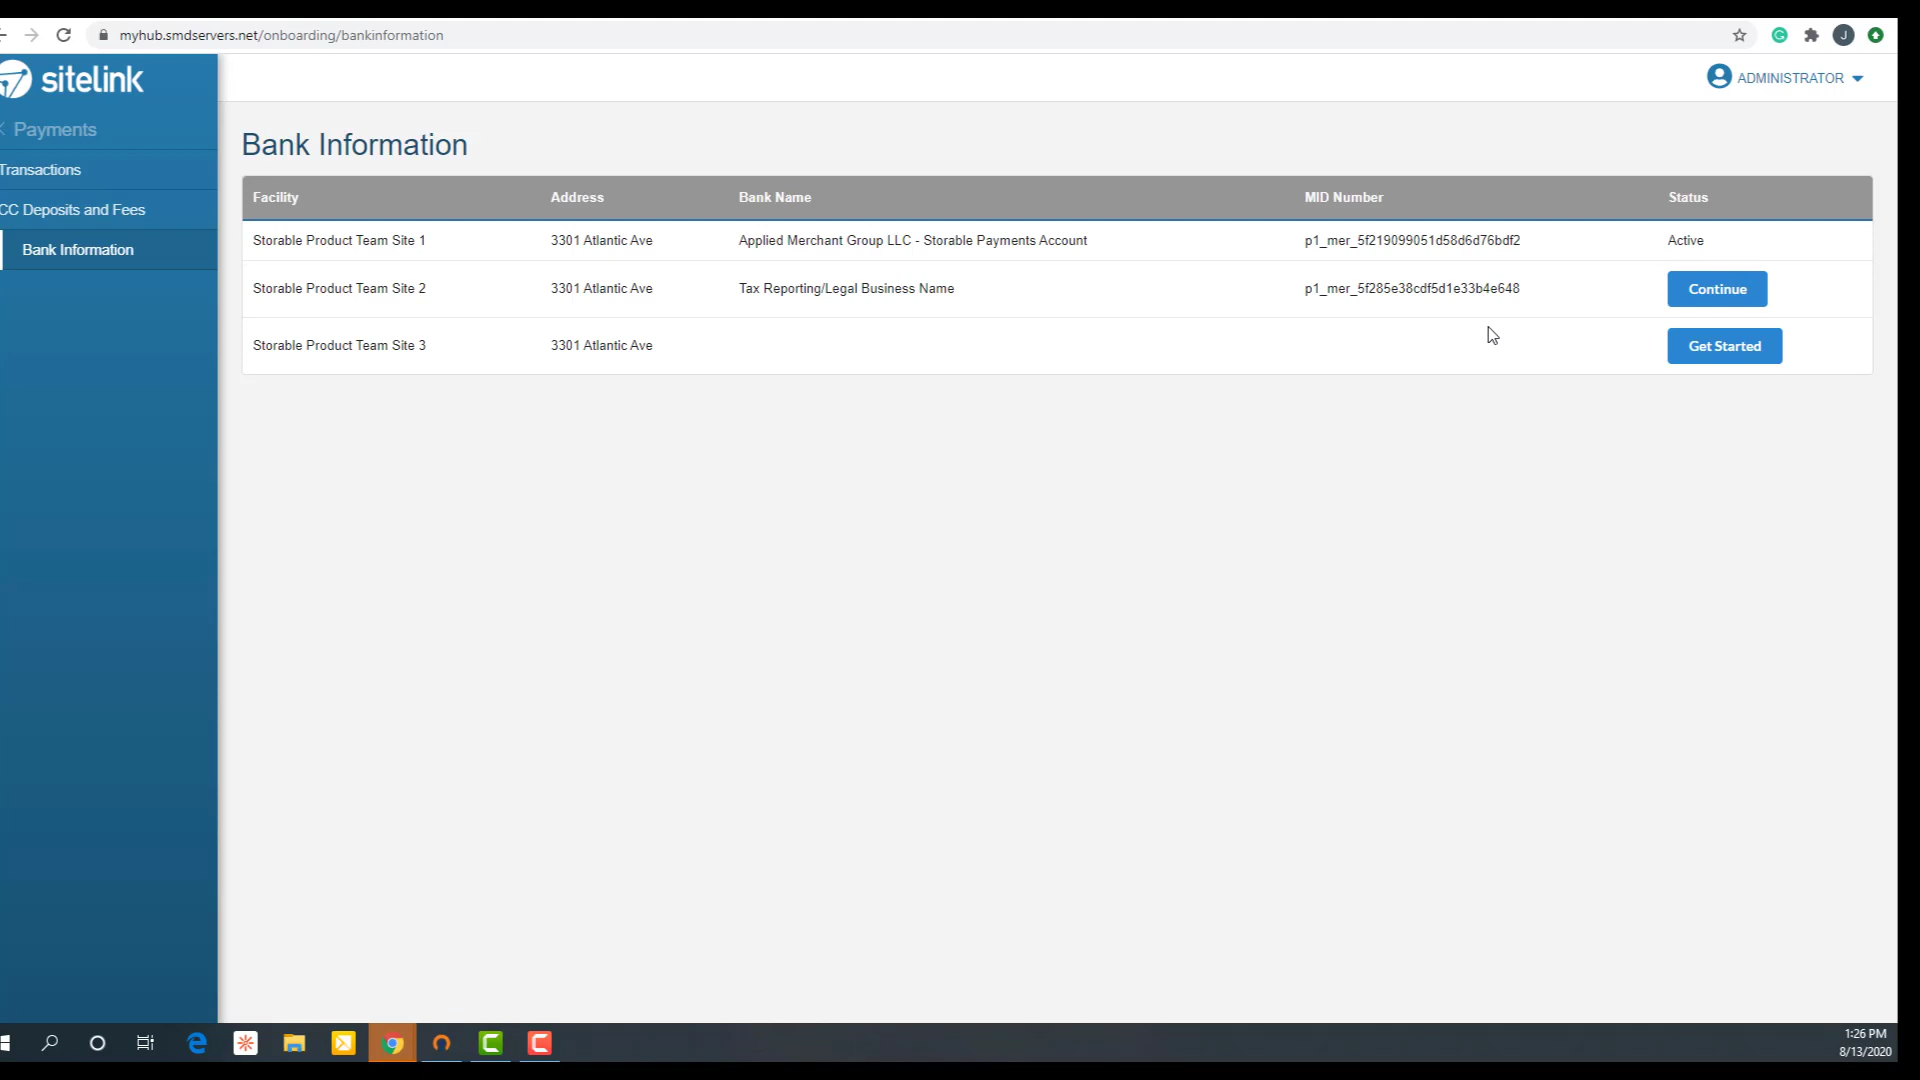 myhub.smdservers.net/onboarding/bankinformation
J
sitelink
ADMINISTRATOR
Payments
Transactions
CC Deposits and Fees
Bank Information
Bank Information
Facility Address Bank Name MID Number Status
Storable Product Team Site 1 3301 Atlantic Ave Applied Merchant Group LLC - Storable Payments Account p1_mer_5f219099051d58d6d76bdf2 Active
Storable Product Team Site 2 3301 Atlantic Ave Tax Reporting/Legal Business Name p1_mer_5f285e38cdf5d1e33b4e648 Continue
Storable Product Team Site 3 3301 Atlantic Ave Get Started
1:26 PM
8/13/2020